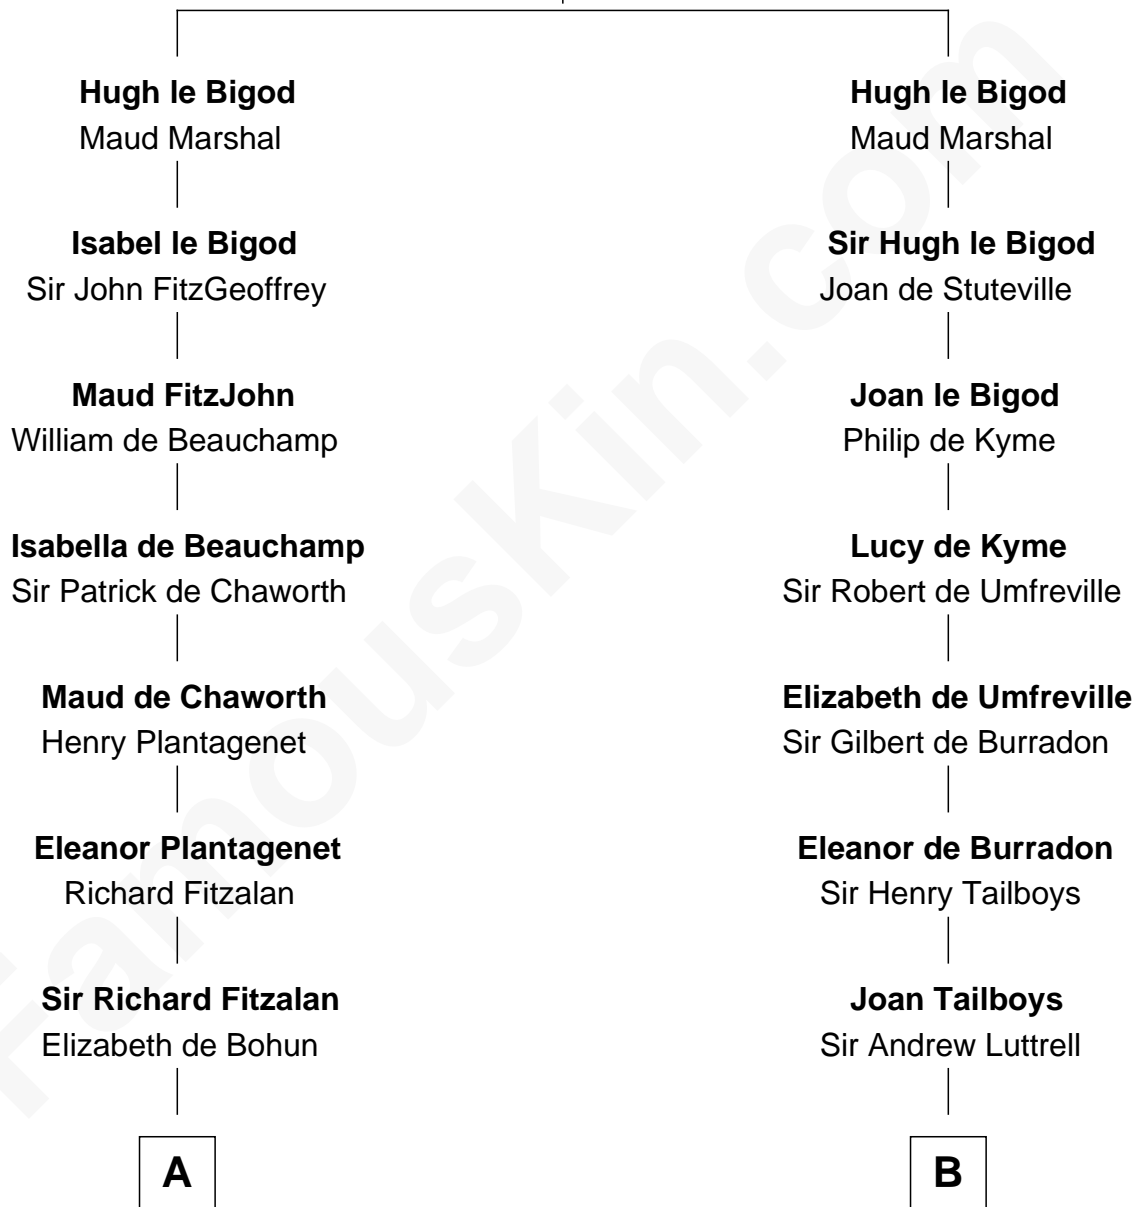 Hugh le Bigod
Maud Marshal
Isabel le Bigod
Sir John FitzGeoffrey
Maud FitzJohn
William de Beauchamp
Isabella de Beauchamp
Sir Patrick de Chaworth
Maud de Chaworth
Henry Plantagenet
Eleanor Plantagenet
Richard Fitzalan
Sir Richard Fitzalan
Elizabeth de Bohun
A
Hugh le Bigod
Maud Marshal
Sir Hugh le Bigod
Joan de Stuteville
Joan le Bigod
Philip de Kyme
Lucy de Kyme
Sir Robert de Umfreville
Elizabeth de Umfreville
Sir Gilbert de Burradon
Eleanor de Burradon
Sir Henry Tailboys
Joan Tailboys
Sir Andrew Luttrell
B
FamousKin.com